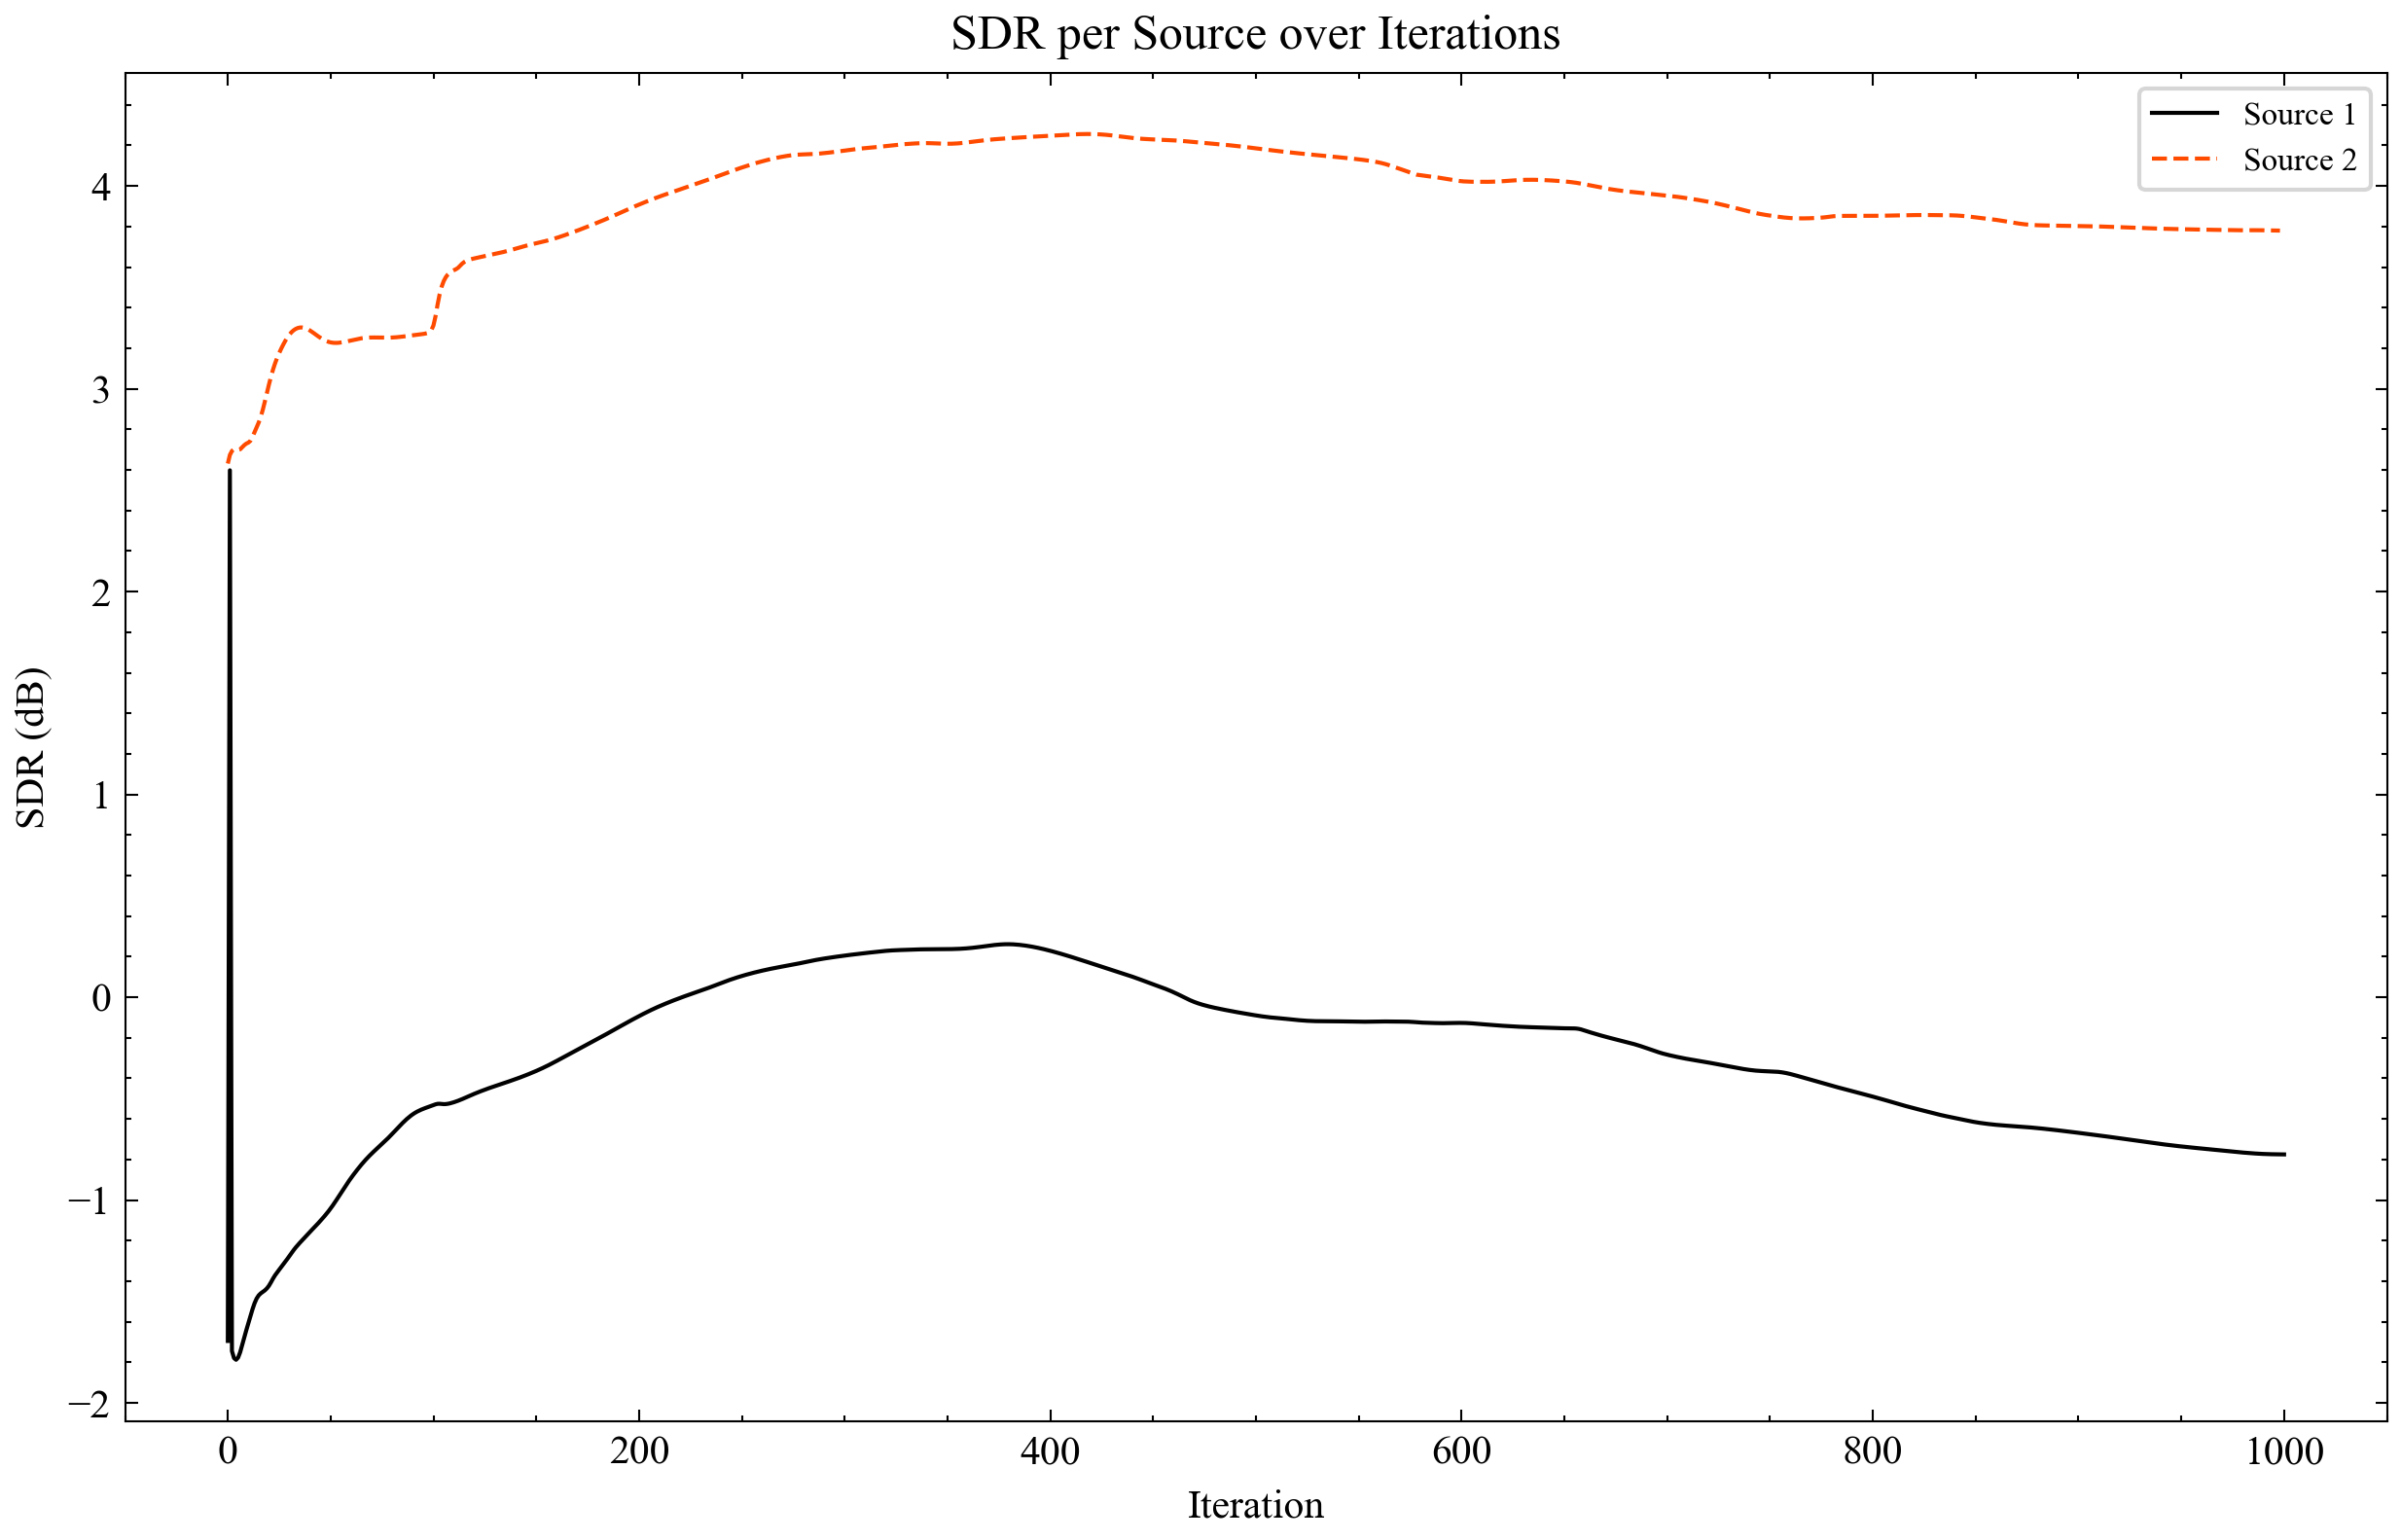 SDR per Source over Iterations
Source 1
Source 2
SDR (dB)
4
3
2
1
0
−1
−2
0 200 400 600 800 1000
Iteration